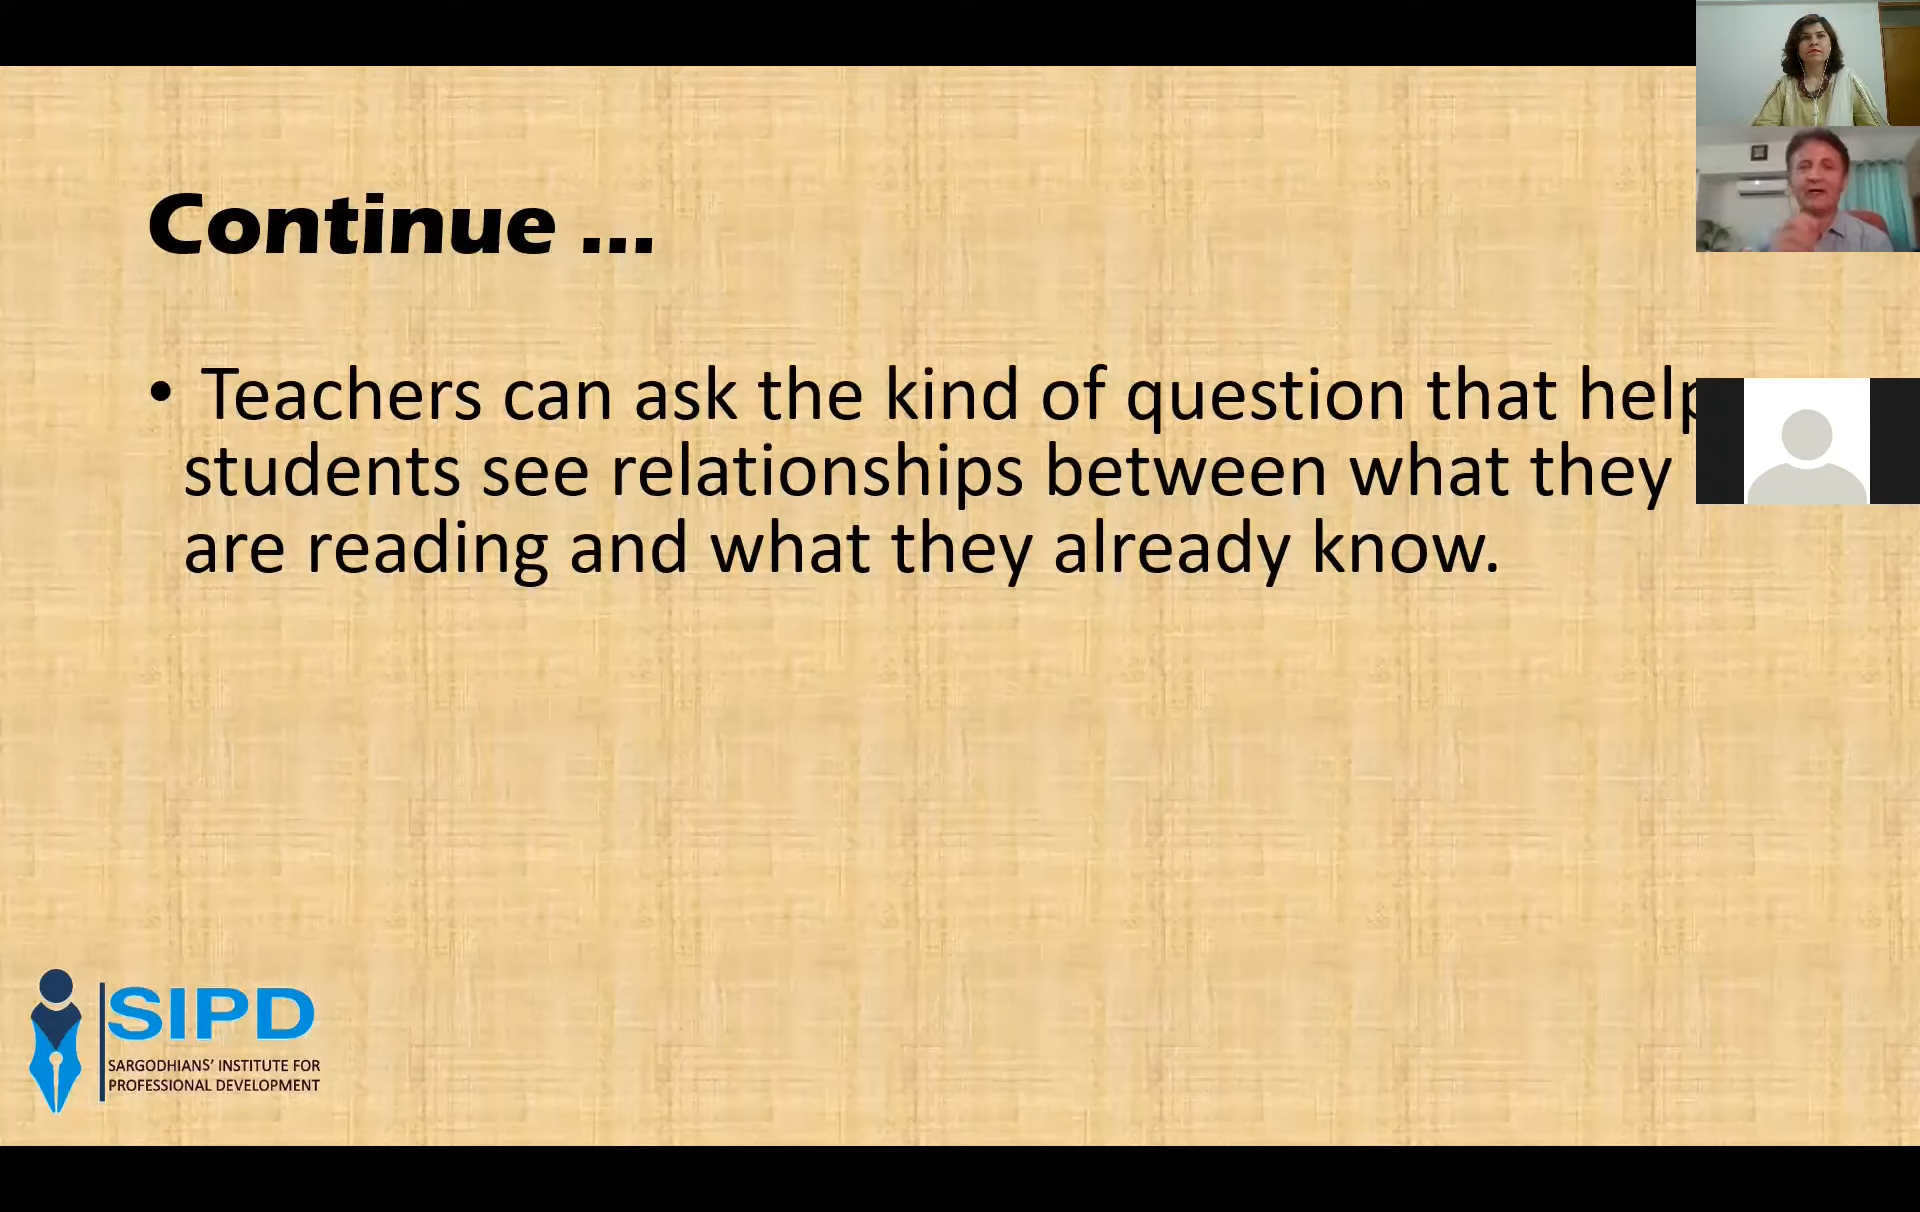 Continue ...
• Teachers can ask the kind of question that help
students see relationships between what they
are reading and what they already know.
SIPD
SARGODHIANS' INSTITUTE FOR
PROFESSIONAL DEVELOPMENT